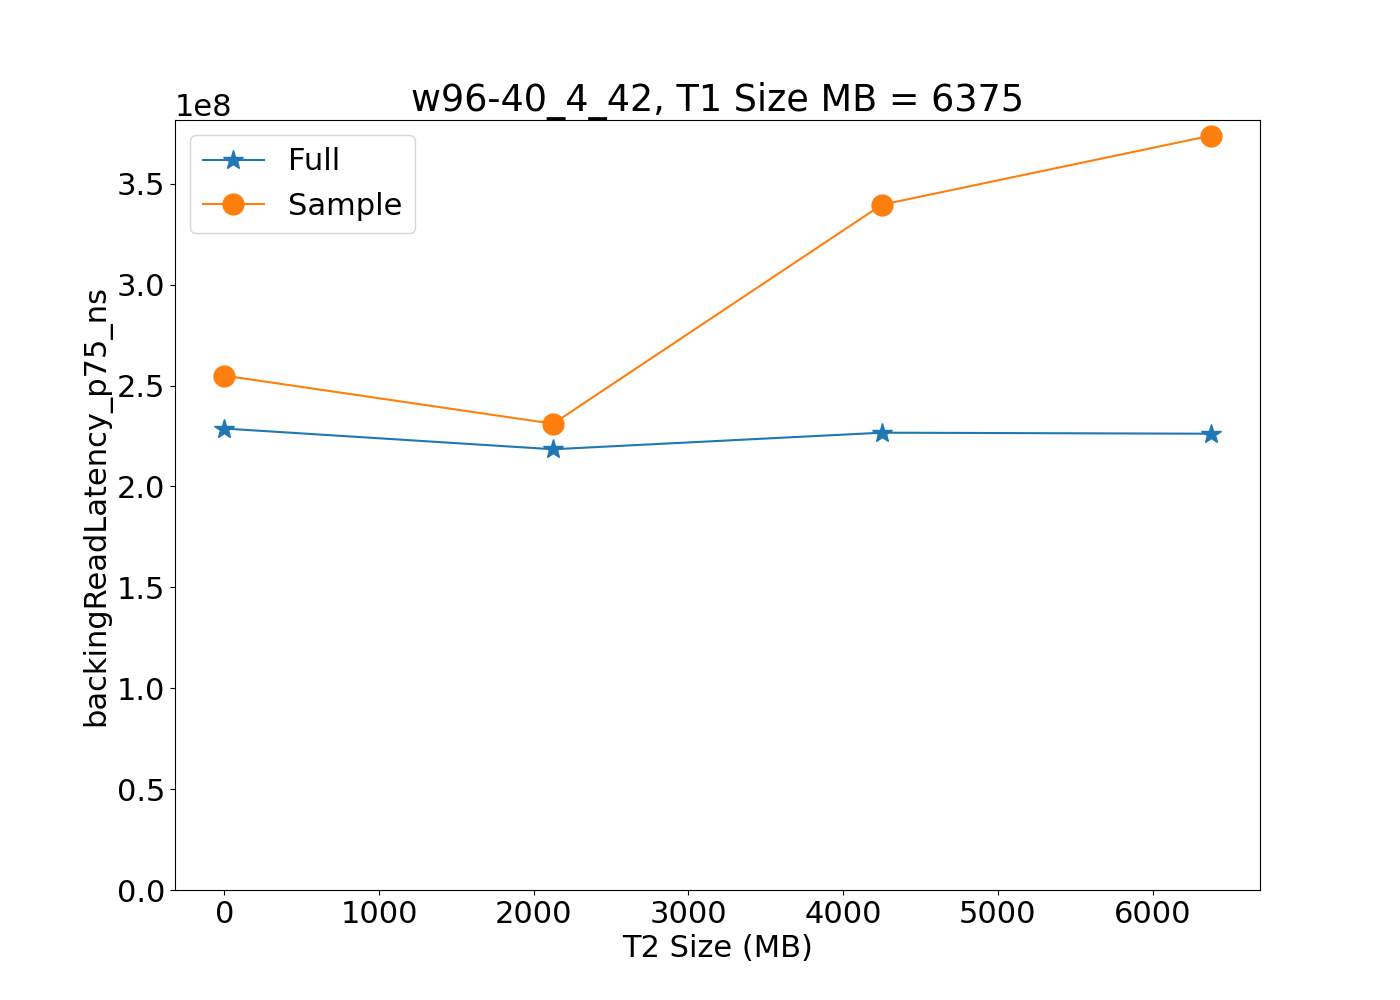 w96-40_4_42, T1 Size MB = 6375
1e8
Full
Sample
3.5
3.0
2.5
2.0
1.5
1.0
0.5
0.0
backingReadLatency_p75_ns
0 1000 2000 3000 4000 5000 6000
T2 Size (MB)